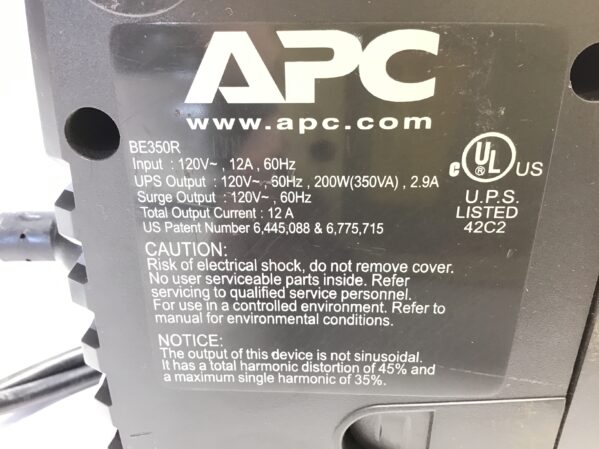 APC
www.apc.com
BE350R
Input : 120V~ , 12A , 60Hz
UPS Output : 120V~ , 60Hz , 200W(350VA) , 2.9A
Surge Output : 120V~ , 60Hz
Total Output Current : 12 A
US Patent Number 6,445,088 & 6,775,715
c UL US
U.P.S.
LISTED
42C2
CAUTION:
Risk of electrical shock, do not remove cover.
No user serviceable parts inside. Refer
servicing to qualified service personnel.
For use in a controlled environment. Refer to
manual for environmental conditions.
NOTICE:
The output of this device is not sinusoidal.
It has a total harmonic distortion of 45% and
a maximum single harmonic of 35%.